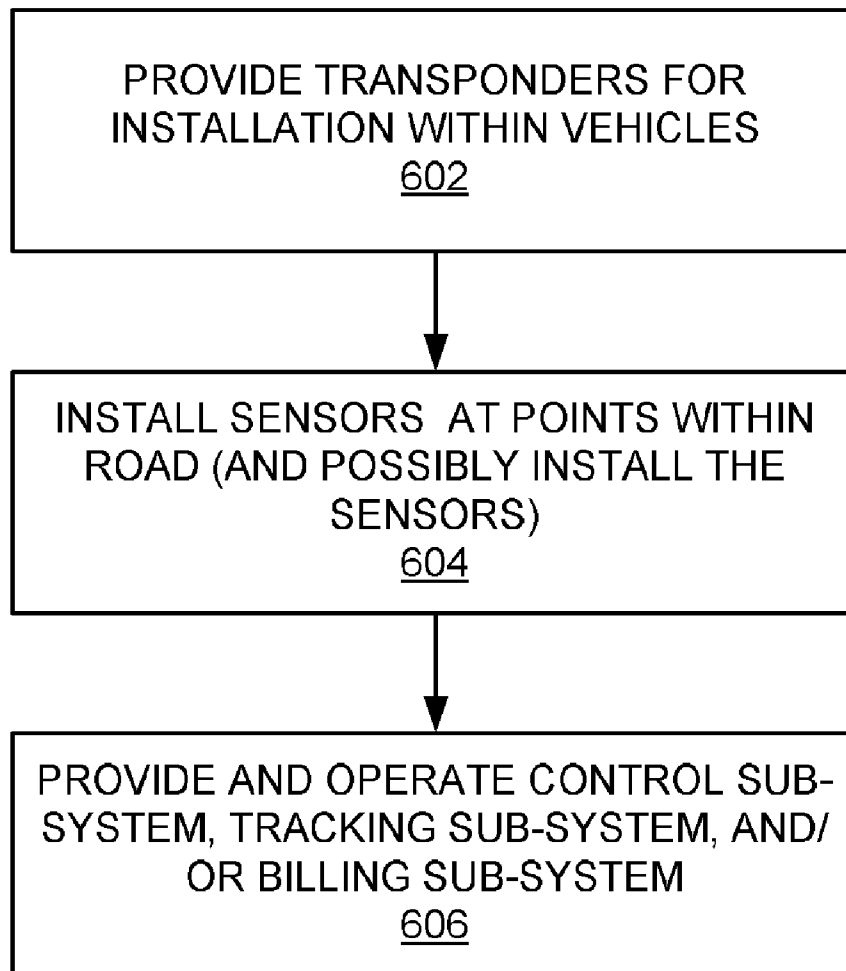 PROVIDE TRANSPONDERS FOR
INSTALLATION WITHIN VEHICLES
602
INSTALL SENSORS AT POINTS WITHIN
ROAD (AND POSSIBLY INSTALL THE
SENSORS)
604
PROVIDE AND OPERATE CONTROL SUB-
SYSTEM, TRACKING SUB-SYSTEM, AND/
OR BILLING SUB-SYSTEM
606